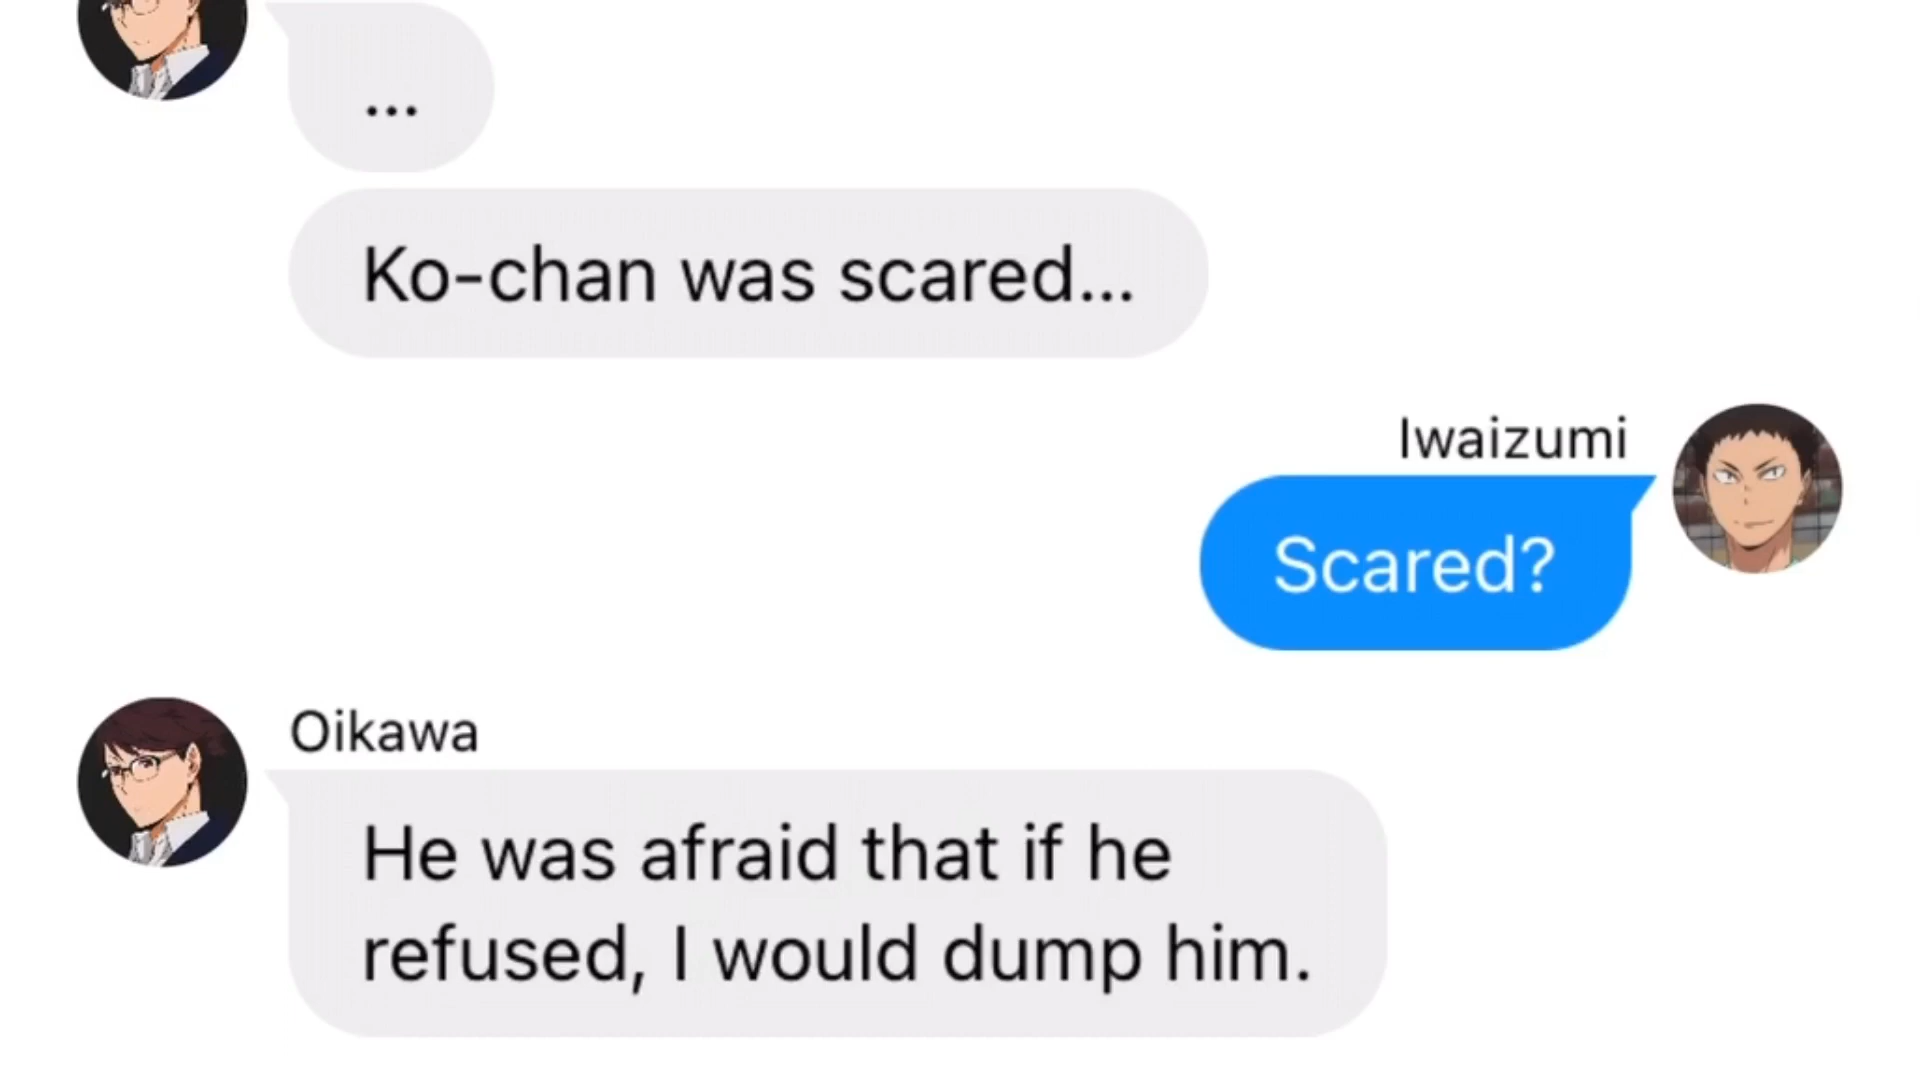 ...
Ko-chan was scared...
Iwaizumi
Scared?
Oikawa
He was afraid that if he
refused, I would dump him.